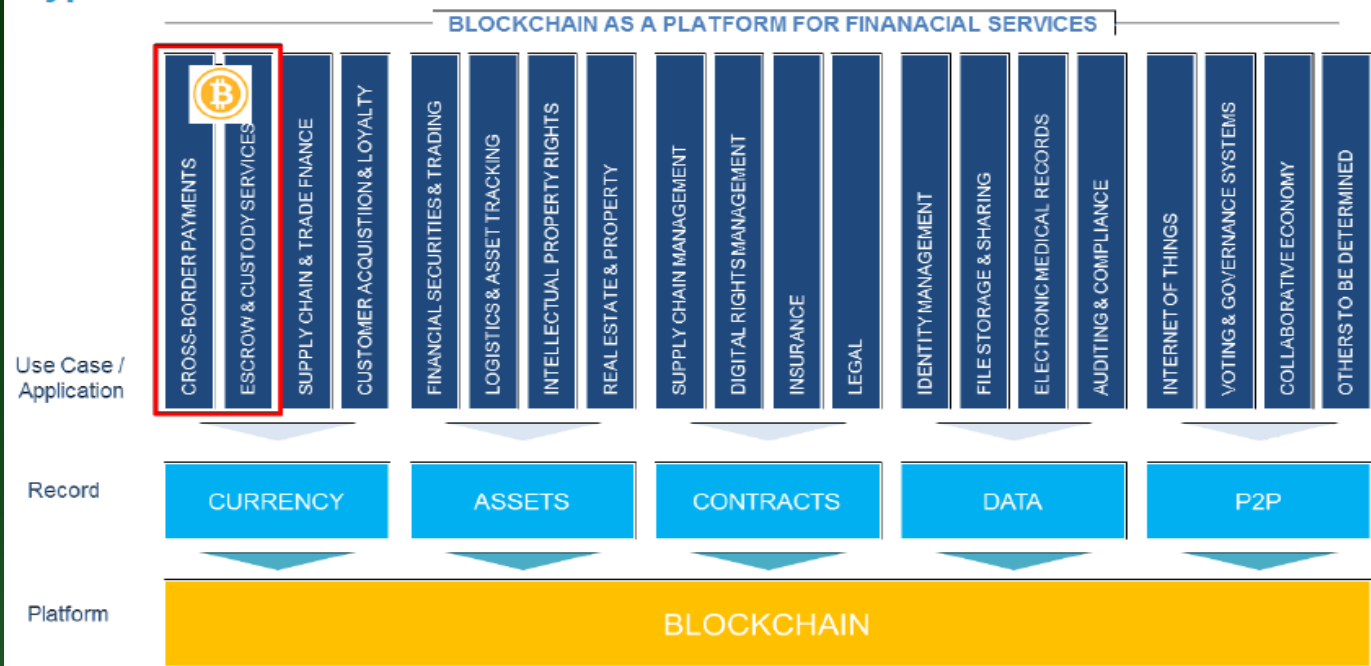 BLOCKCHAIN AS A PLATFORM FOR FINANACIAL SERVICES
CROSS-BORDER PAYMENTS
ESCROW & CUSTODY SERVICES
SUPPLY CHAIN & TRADE FNANCE
CUSTOMER ACQUISTIION & LOYALTY
FINANCIAL SECURITIES & TRADING
LOGISTICS & ASSET TRACKING
INTELLECTUAL PROPERTY RIGHTS
REAL ESTATE & PROPERTY
SUPPLY CHAIN MANAGEMENT
DIGITAL RIGHTS MANAGEMENT
INSURANCE
LEGAL
IDENTITY MANAGEMENT
FILE STORAGE & SHARING
ELECTRONIC MEDICAL RECORDS
AUDITING & COMPLIANCE
INTERNET OF THINGS
VOTING & GOVERNANCE SYSTEMS
COLLABORATIVE ECONOMY
OTHERS TO BE DETERMINED
Use Case /
Application
Record
CURRENCY
ASSETS
CONTRACTS
DATA
P2P
Platform
BLOCKCHAIN